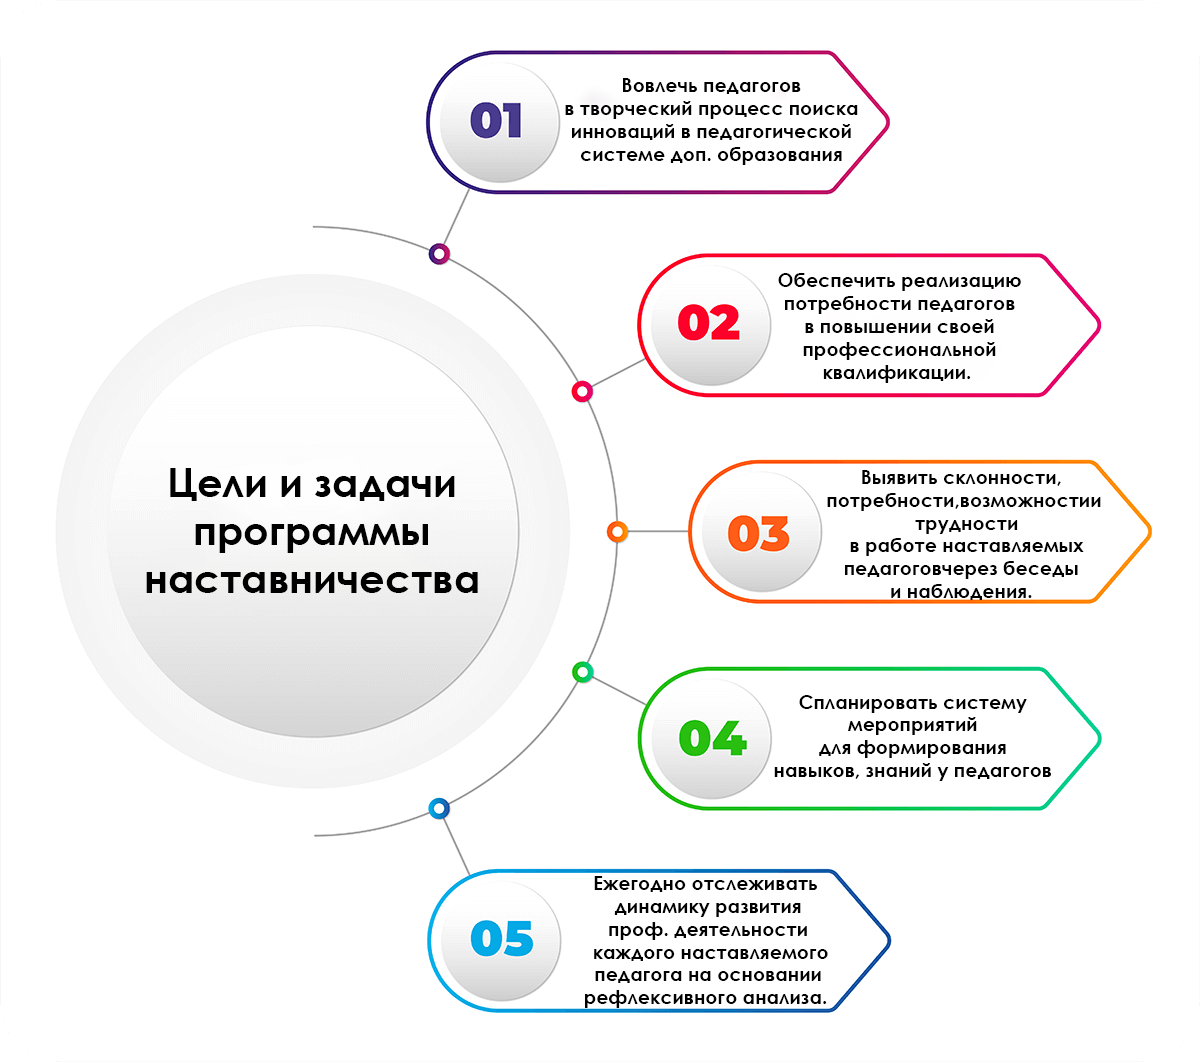 Цели и задачи
программы
наставничества
01
Вовлечь педагогов
в творческий процесс поиска
инноваций в педагогической
системе доп. образования
02
Обеспечить реализацию
потребности педагогов
в повышении своей
профессиональной
квалификации.
03
Выявить склонности,
потребности,возможностии
трудности
в работе наставляемых
педагоговчерез беседы
и наблюдения.
04
Спланировать систему
мероприятий
для формирования
навыков, знаний у педагогов
05
Ежегодно отслеживать
динамику развития
проф. деятельности
каждого наставляемого
педагога на основании
рефлексивного анализа.